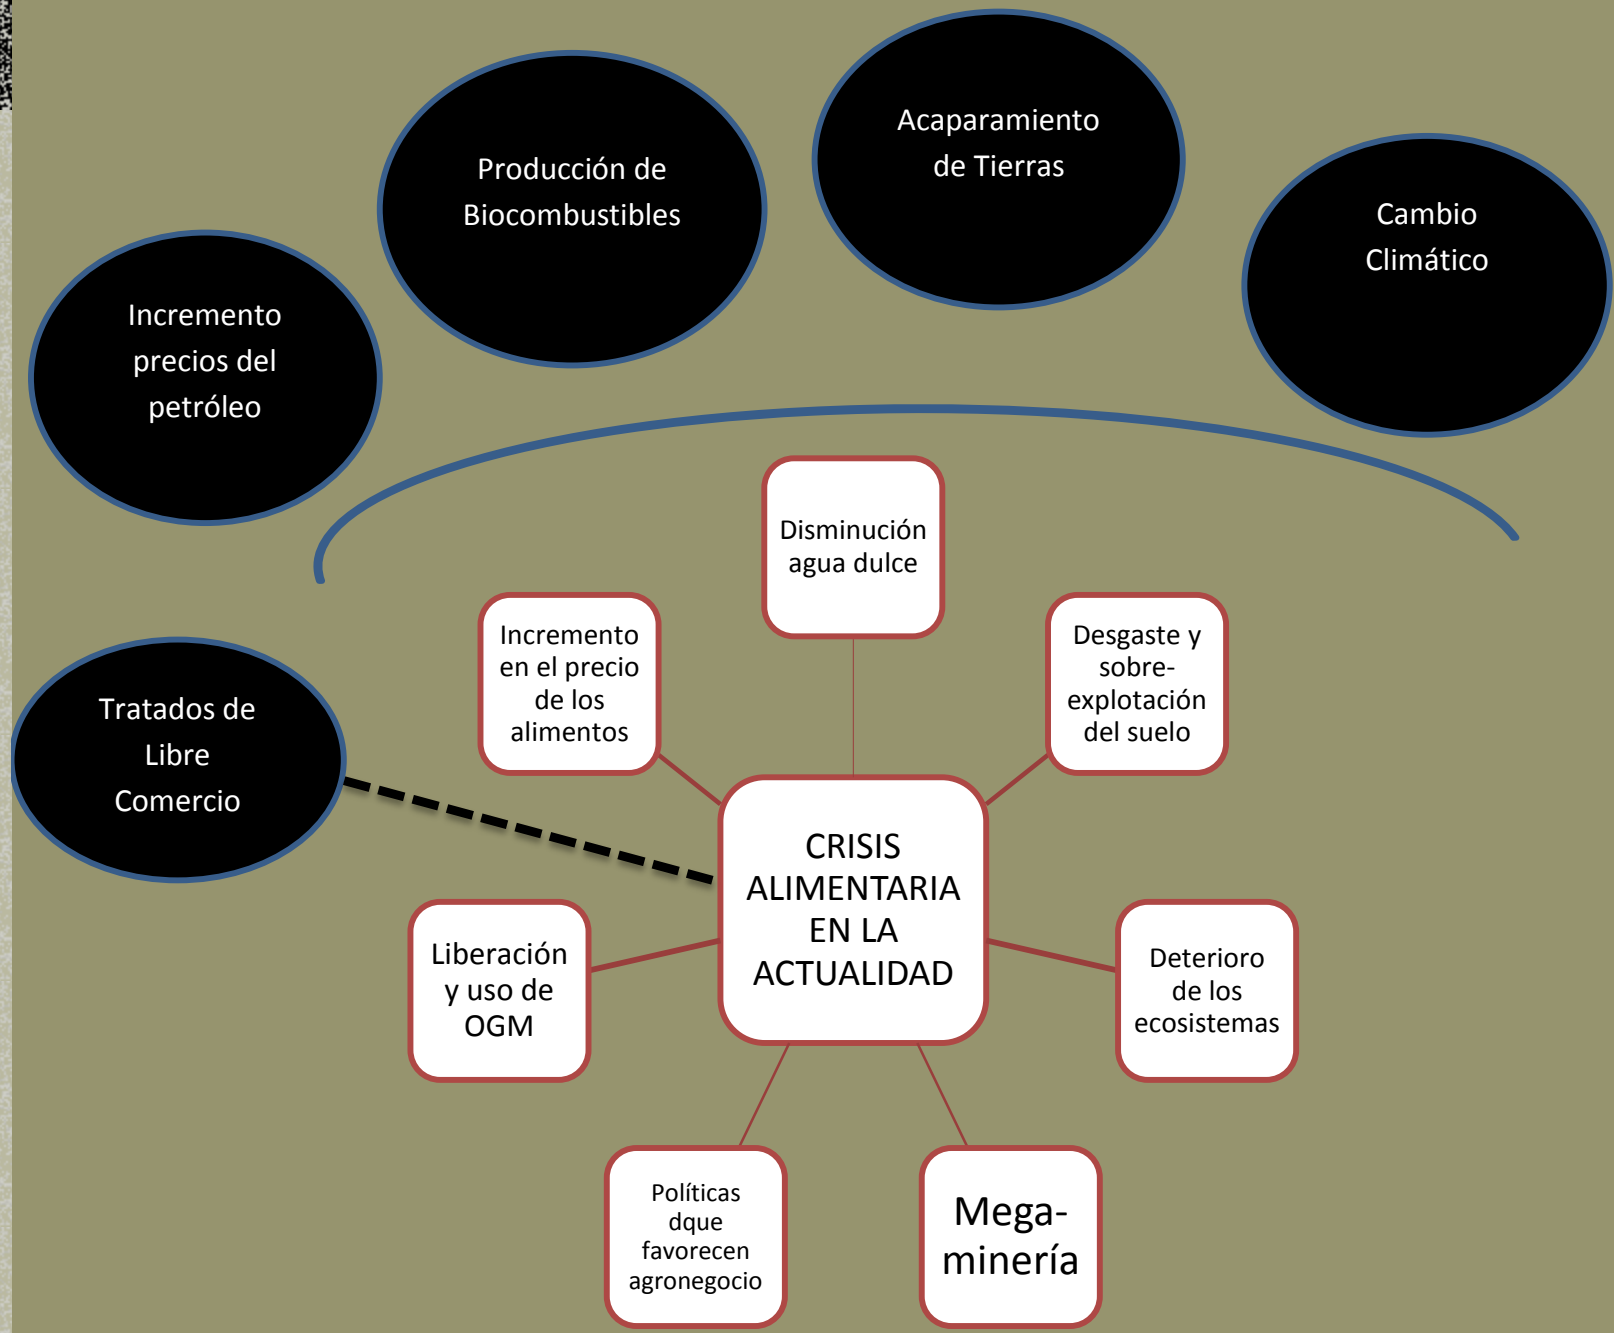 Acaparamiento
de Tierras
Producción de
Biocombustibles
Cambio
Climático
Incremento
precios del
petróleo
Disminución
agua dulce
Incremento
en el precio
de los
alimentos
Desgaste y
sobre-
explotación
del suelo
Tratados de
Libre
Comercio
CRISIS
ALIMENTARIA
EN LA
ACTUALIDAD
Liberación
y uso de
OGM
Deterioro
de los
ecosistemas
Políticas
dque
favorecen
agronegocio
Mega-
minería